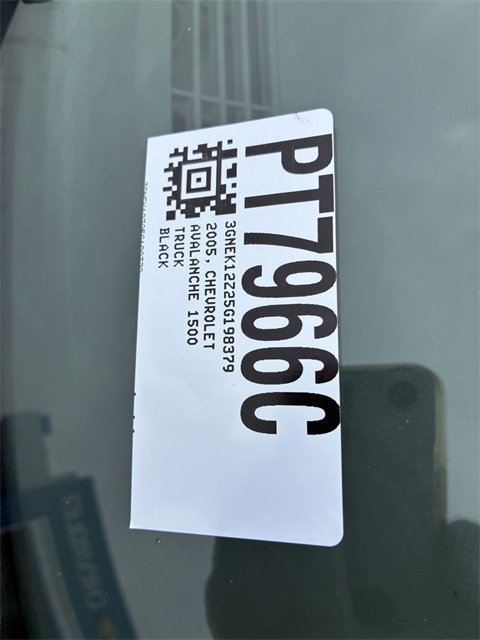 PT7966C
3GNEK12Z25G198379
2005, CHEVROLET
AVALANCHE 1500
TRUCK
BLACK